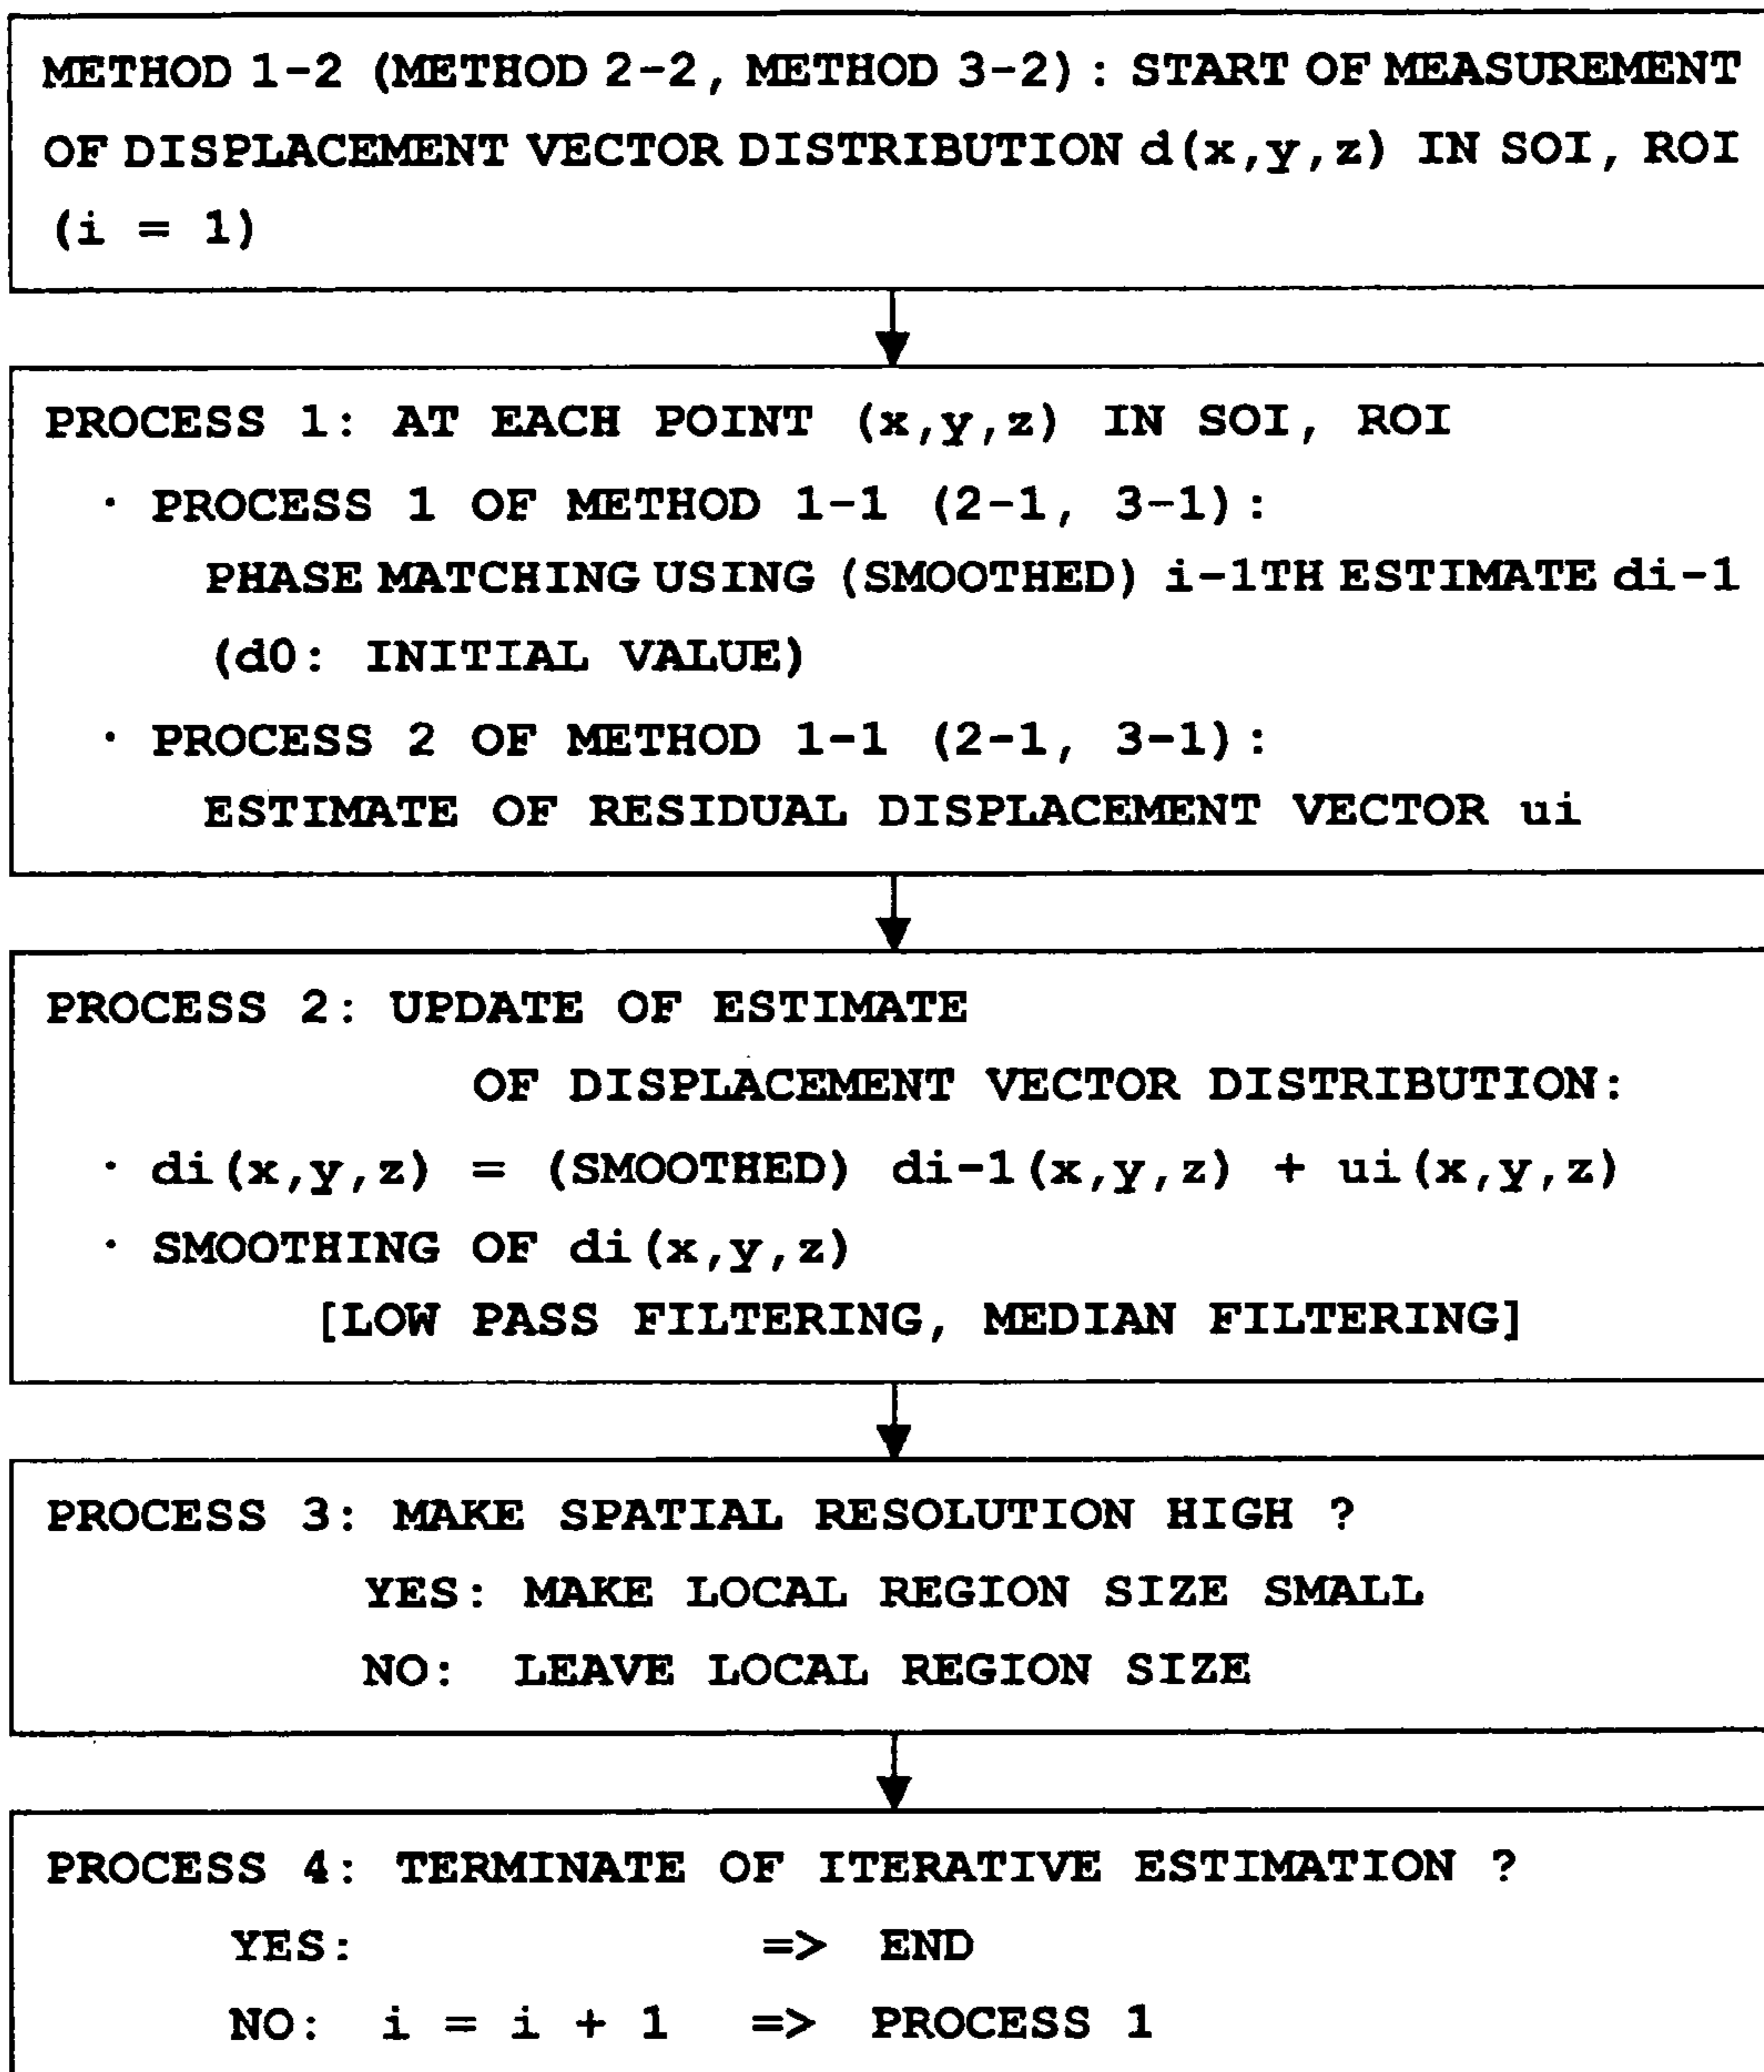 METHOD 1-2 (METHOD 2-2, METHOD 3-2): START OF MEASUREMENT
OF DISPLACEMENT VECTOR DISTRIBUTION d(x,y,z) IN SOI, ROI
(i = 1)
PROCESS 1: AT EACH POINT (x,y,z) IN SOI, ROI
· PROCESS 1 OF METHOD 1-1 (2-1, 3-1):
PHASE MATCHING USING (SMOOTHED) i-1TH ESTIMATE di-1
(d0: INITIAL VALUE)
· PROCESS 2 OF METHOD 1-1 (2-1, 3-1):
ESTIMATE OF RESIDUAL DISPLACEMENT VECTOR ui
PROCESS 2: UPDATE OF ESTIMATE
OF DISPLACEMENT VECTOR DISTRIBUTION:
· di(x,y,z) = (SMOOTHED) di-1(x,y,z) + ui(x,y,z)
· SMOOTHING OF di(x,y,z)
[LOW PASS FILTERING, MEDIAN FILTERING]
PROCESS 3: MAKE SPATIAL RESOLUTION HIGH ?
YES: MAKE LOCAL REGION SIZE SMALL
NO: LEAVE LOCAL REGION SIZE
PROCESS 4: TERMINATE OF ITERATIVE ESTIMATION ?
YES: => END
NO: i = i + 1 => PROCESS 1